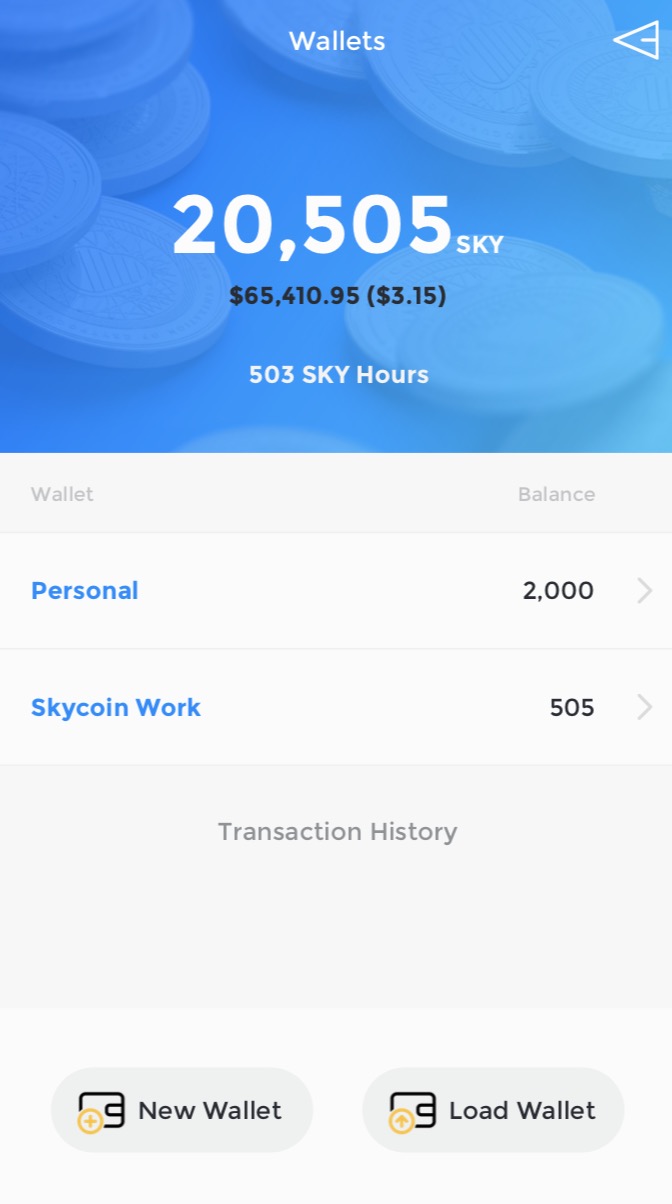 Wallets
20,505 SKY
$65,410.95 ($3.15)
503 SKY Hours
Wallet Balance
Personal 2,000
Skycoin Work 505
Transaction History
New Wallet Load Wallet